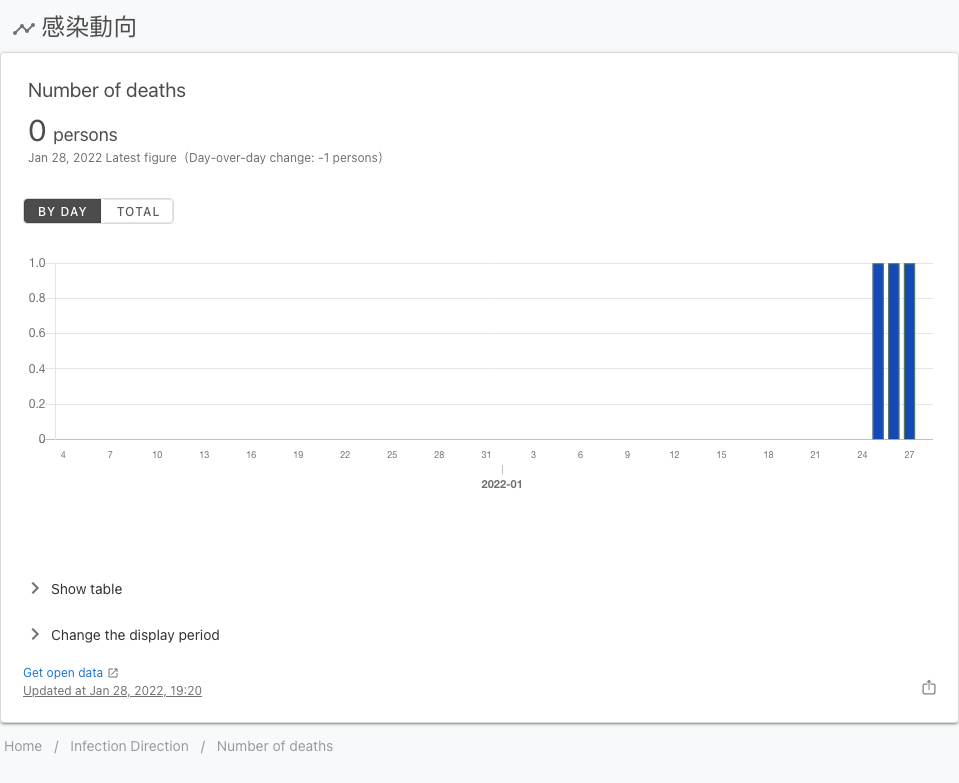 感染動向
Number of deaths
0 persons
Jan 28, 2022 Latest figure (Day-over-day change: -1 persons)
BY DAY TOTAL
1.0
0.8
0.6
0.4
0.2
0
4 7 10 13 16 19 22 25 28 31 3 6 9 12 15 18 21 24 27
2022-01
Show table
Change the display period
Get open data
Updated at Jan 28, 2022, 19:20
Home / Infection Direction / Number of deaths